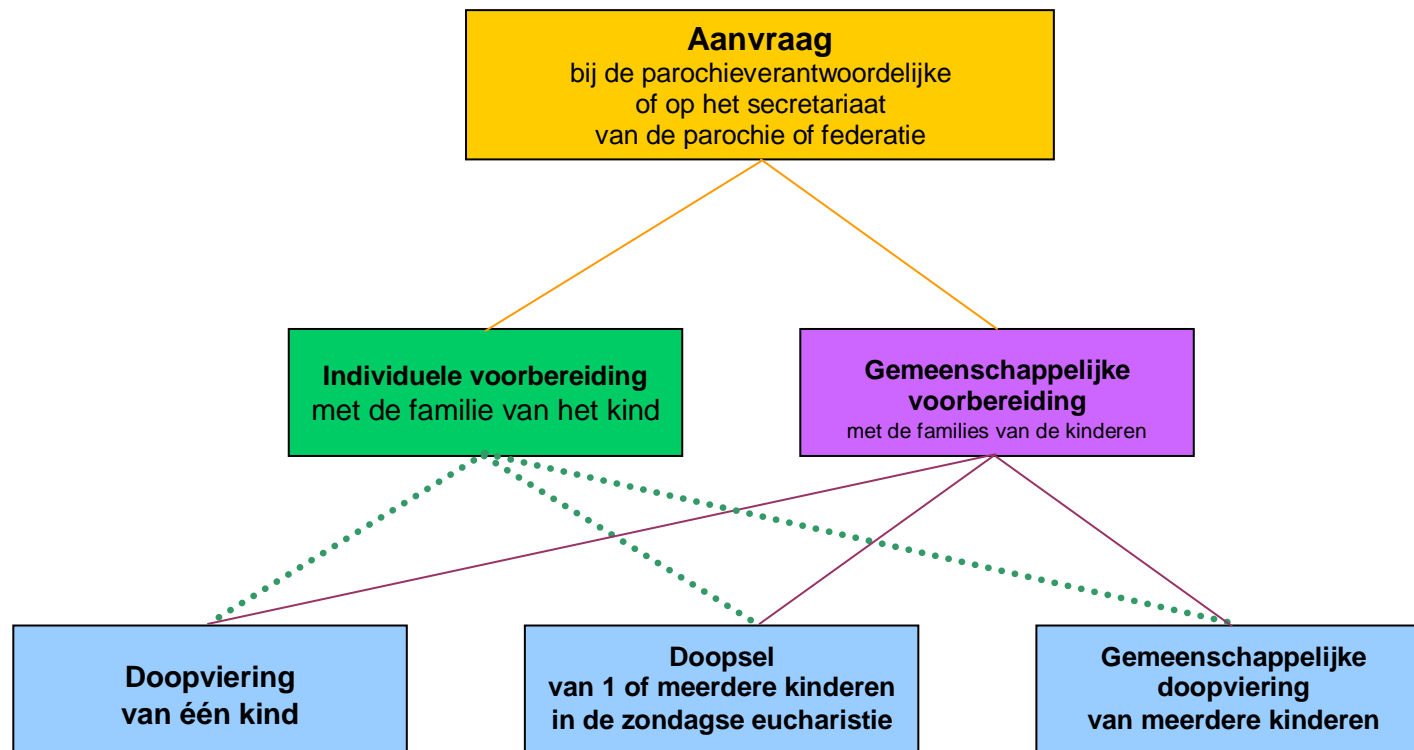 Aanvraag
bij de parochieverantwoordelijke
of op het secretariaat
van de parochie of federatie
Individuele voorbereiding
met de familie van het kind
Gemeenschappelijke
voorbereiding
met de families van de kinderen
Doopviering
van één kind
Doopsel
van 1 of meerdere kinderen
in de zondagse eucharistie
Gemeenschappelijke
doopviering
van meerdere kinderen